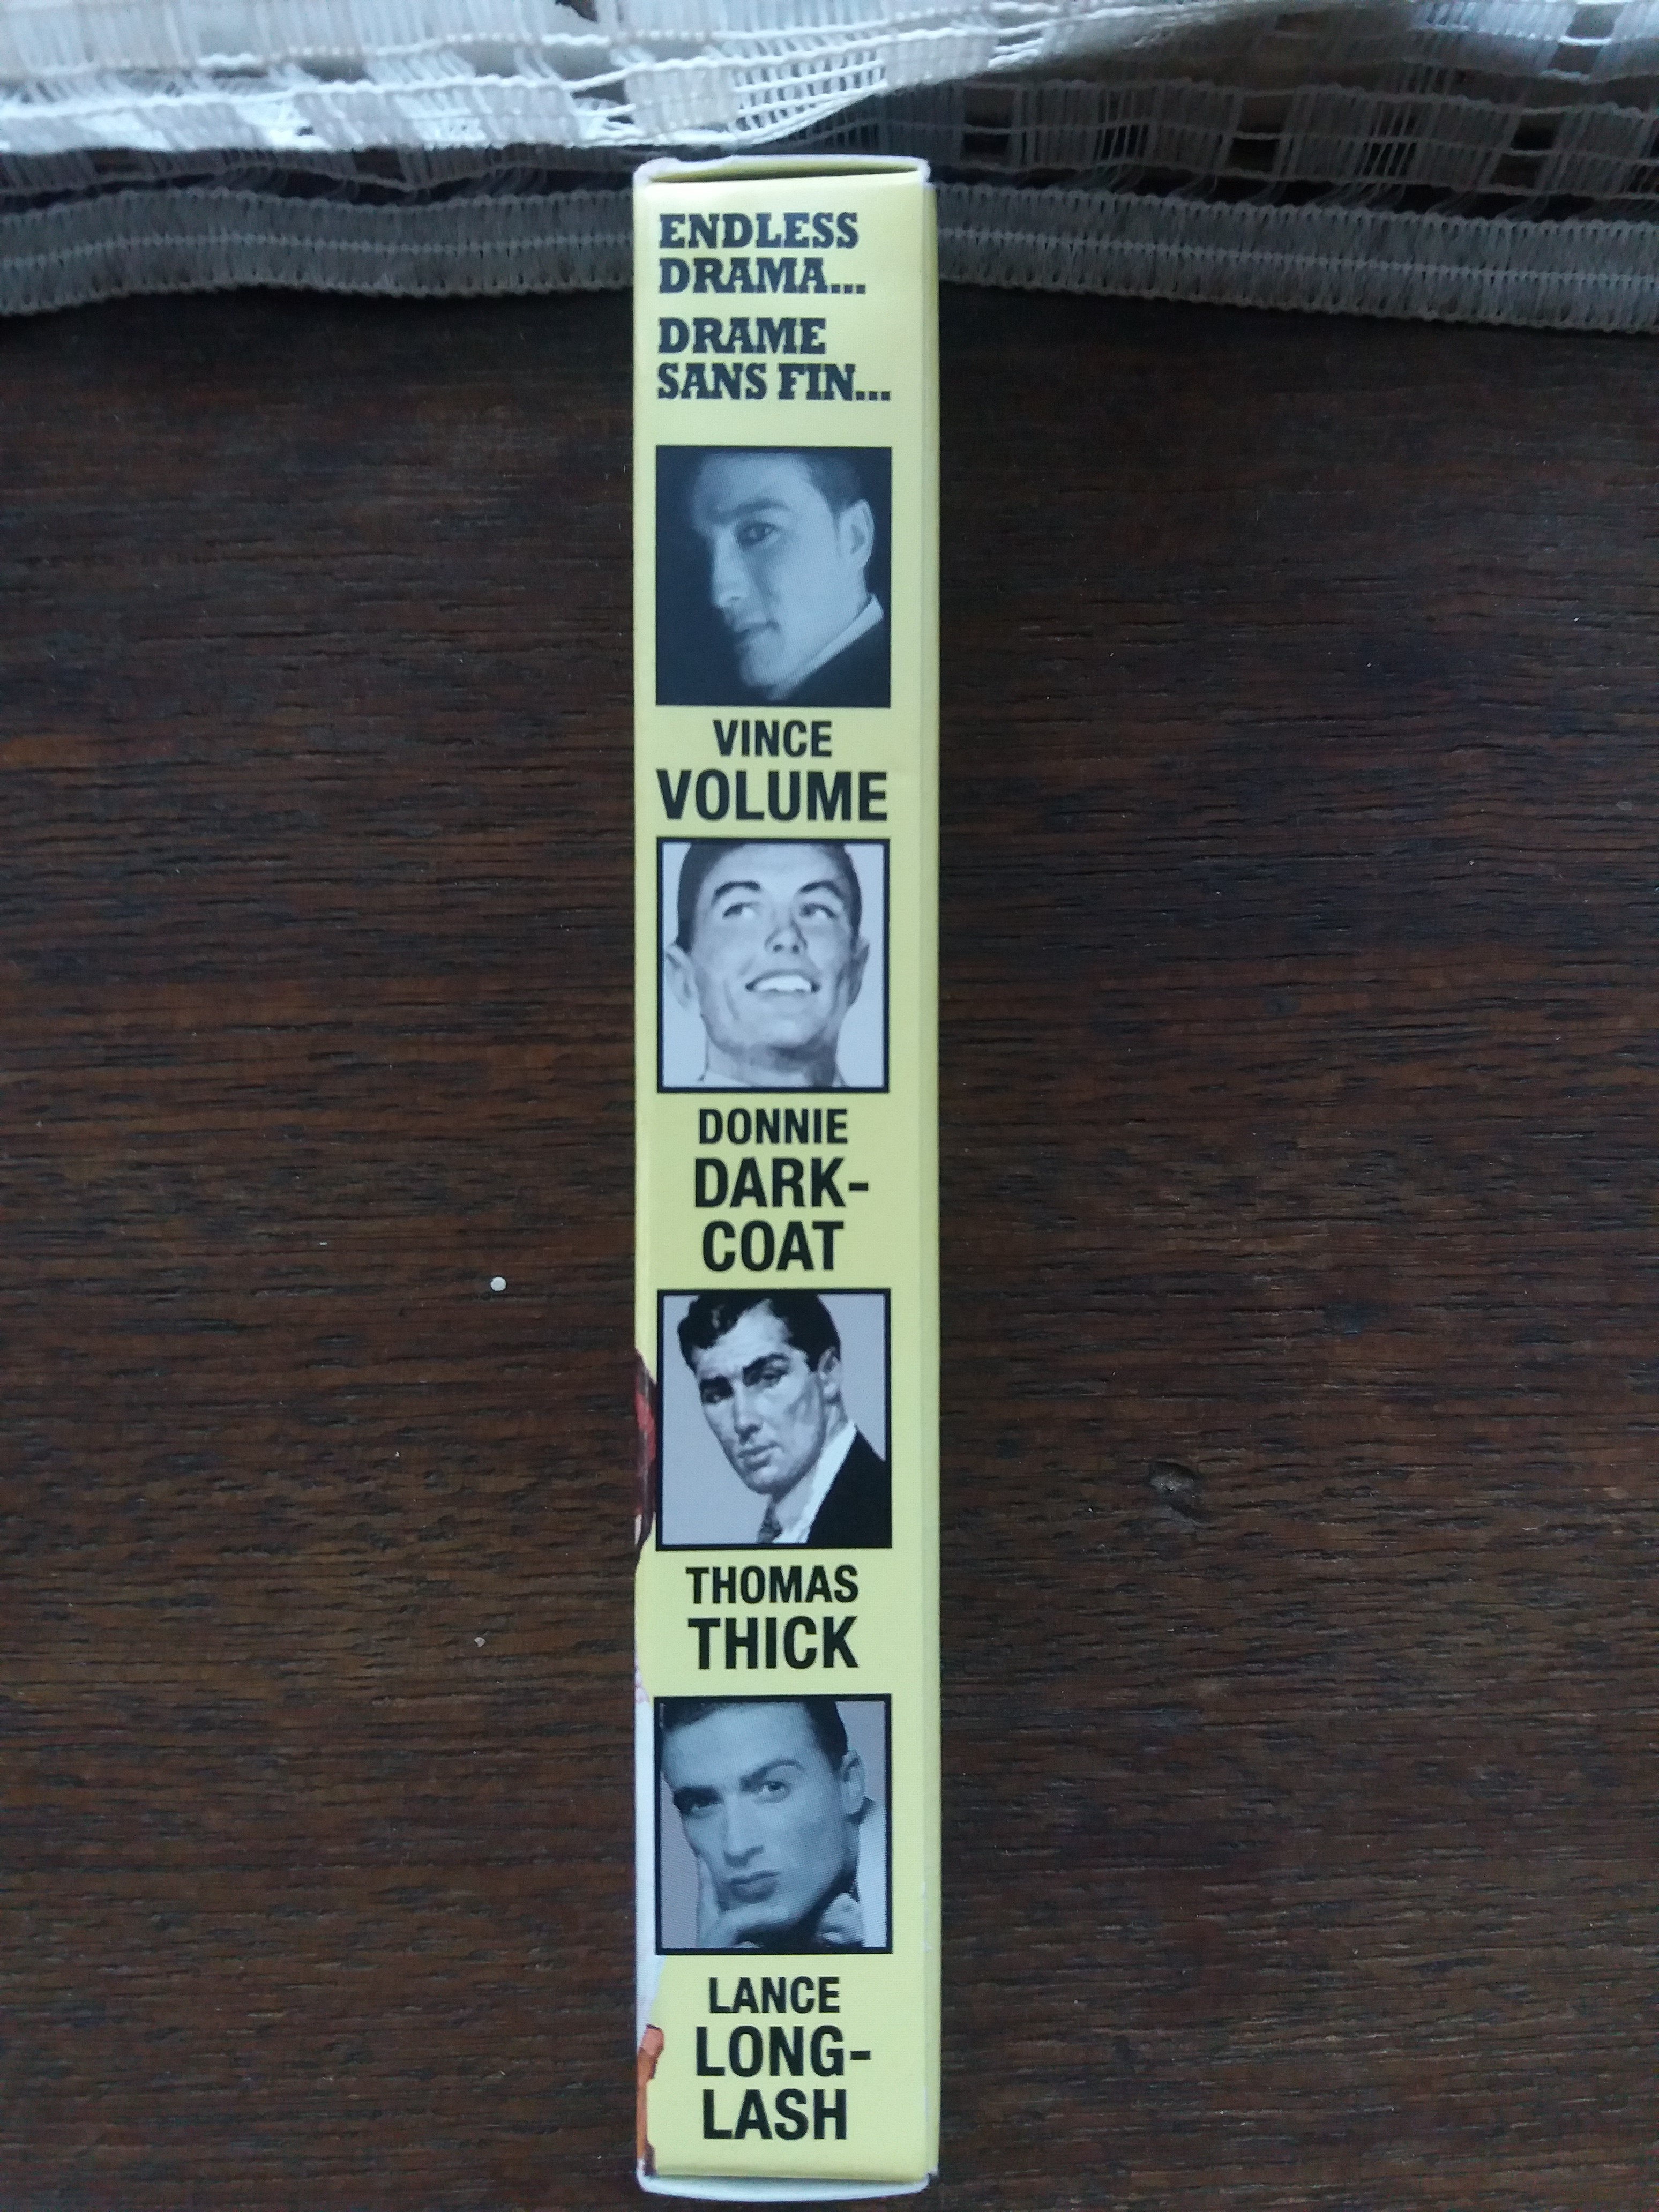 ENDLESS
DRAMA...
DRAME
SANS FIN...
VINCE
VOLUME
DONNIE
DARK-
COAT
THOMAS
THICK
LANCE
LONG-
LASH